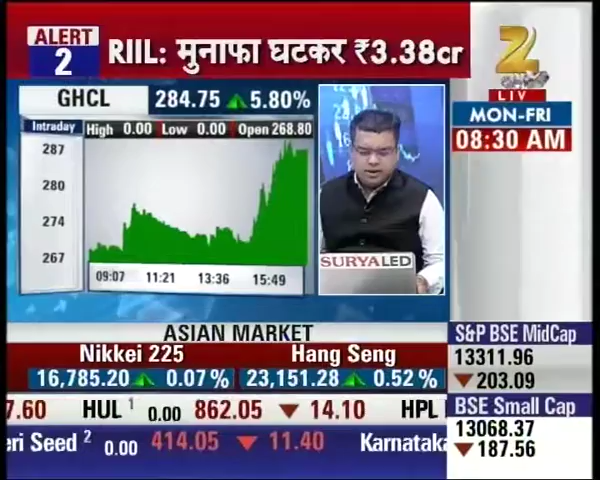 ALERT
2
RIIL: मुनाफा घटकर ₹3.38cr
LIV
MON-FRI
08:30 AM
GHCL 284.75 5.80%
Intraday High 0.00 Low 0.00 Open 268.80
287
280
274
267
09:07 11:21 13:36 15:49
SURYALED
ASIAN MARKET
Nikkei 225 Hang Seng
16,785.20 0.07% 23,151.28 0.52%
S&P BSE MidCap
13311.96
203.09
BSE Small Cap
13068.37
187.56
7.60 HUL 1 0.00 862.05 14.10 HPL
eri Seed 2 0.00 414.05 11.40 Karnataka